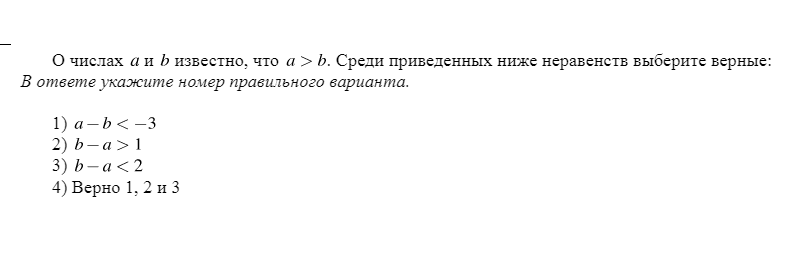 О числах a и b известно, что a > b. Среди приведенных ниже неравенств выберите верные:
В ответе укажите номер правильного варианта.
1) a − b < −3
2) b − a > 1
3) b − a < 2
4) Верно 1, 2 и 3